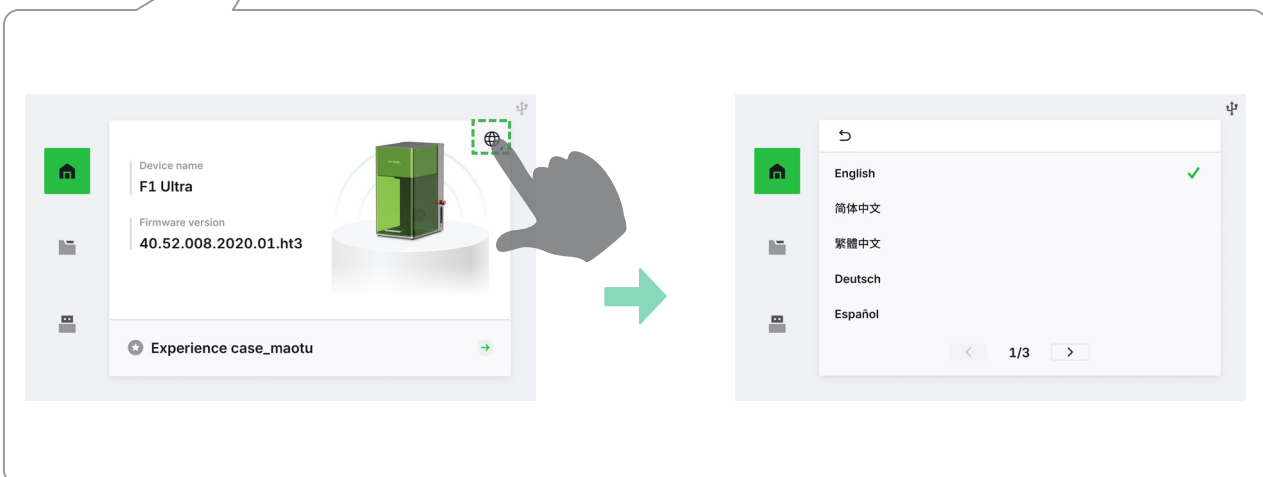 Device name
F1 Ultra
Firmware version
40.52.008.2020.01.ht3
Experience case_maotu
English
简体中文
繁體中文
Deutsch
Español
1/3